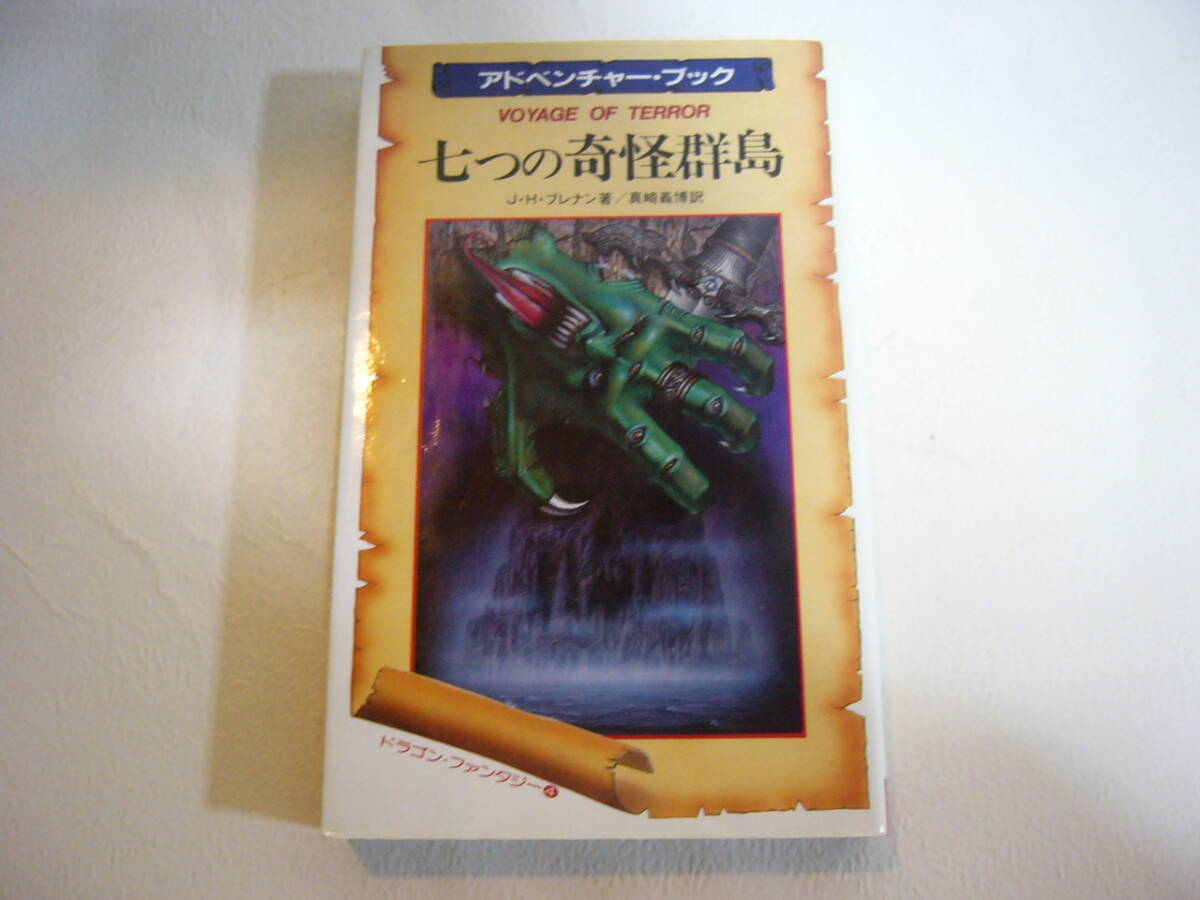 アドベンチャー・ブック
VOYAGE OF TERROR
七つの奇怪群島
J・H・ブレナン著／真崎義博訳
ドラゴン・ファンタジー④